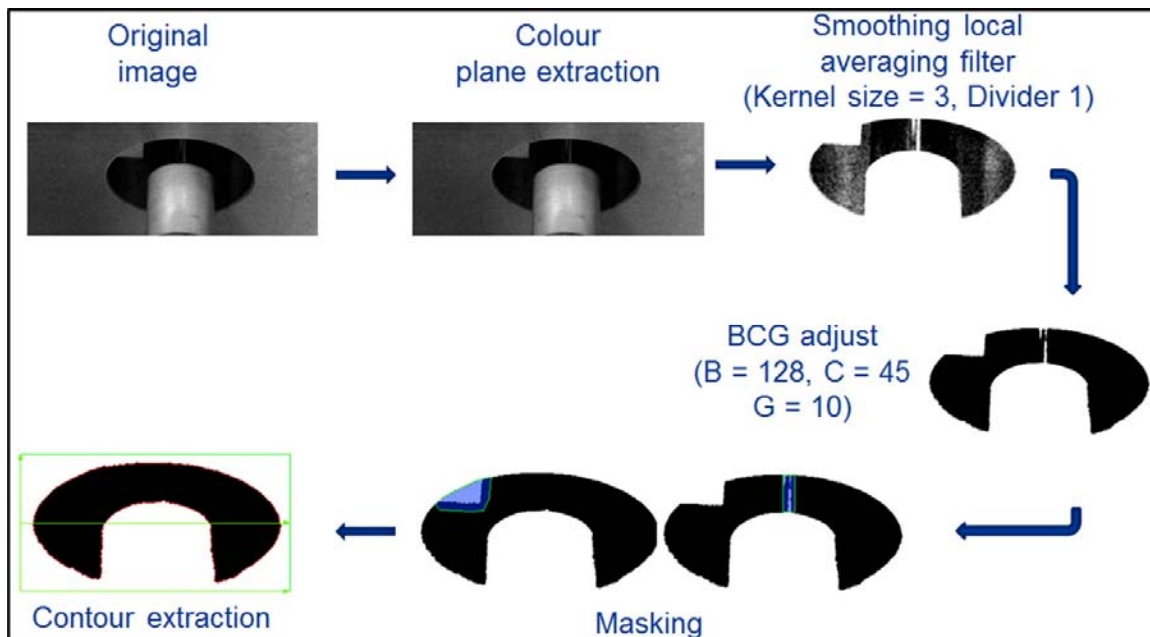 Original
image
Colour
plane extraction
Smoothing local
averaging filter
(Kernel size = 3, Divider 1)
BCG adjust
(B = 128, C = 45
G = 10)
Contour extraction
Masking